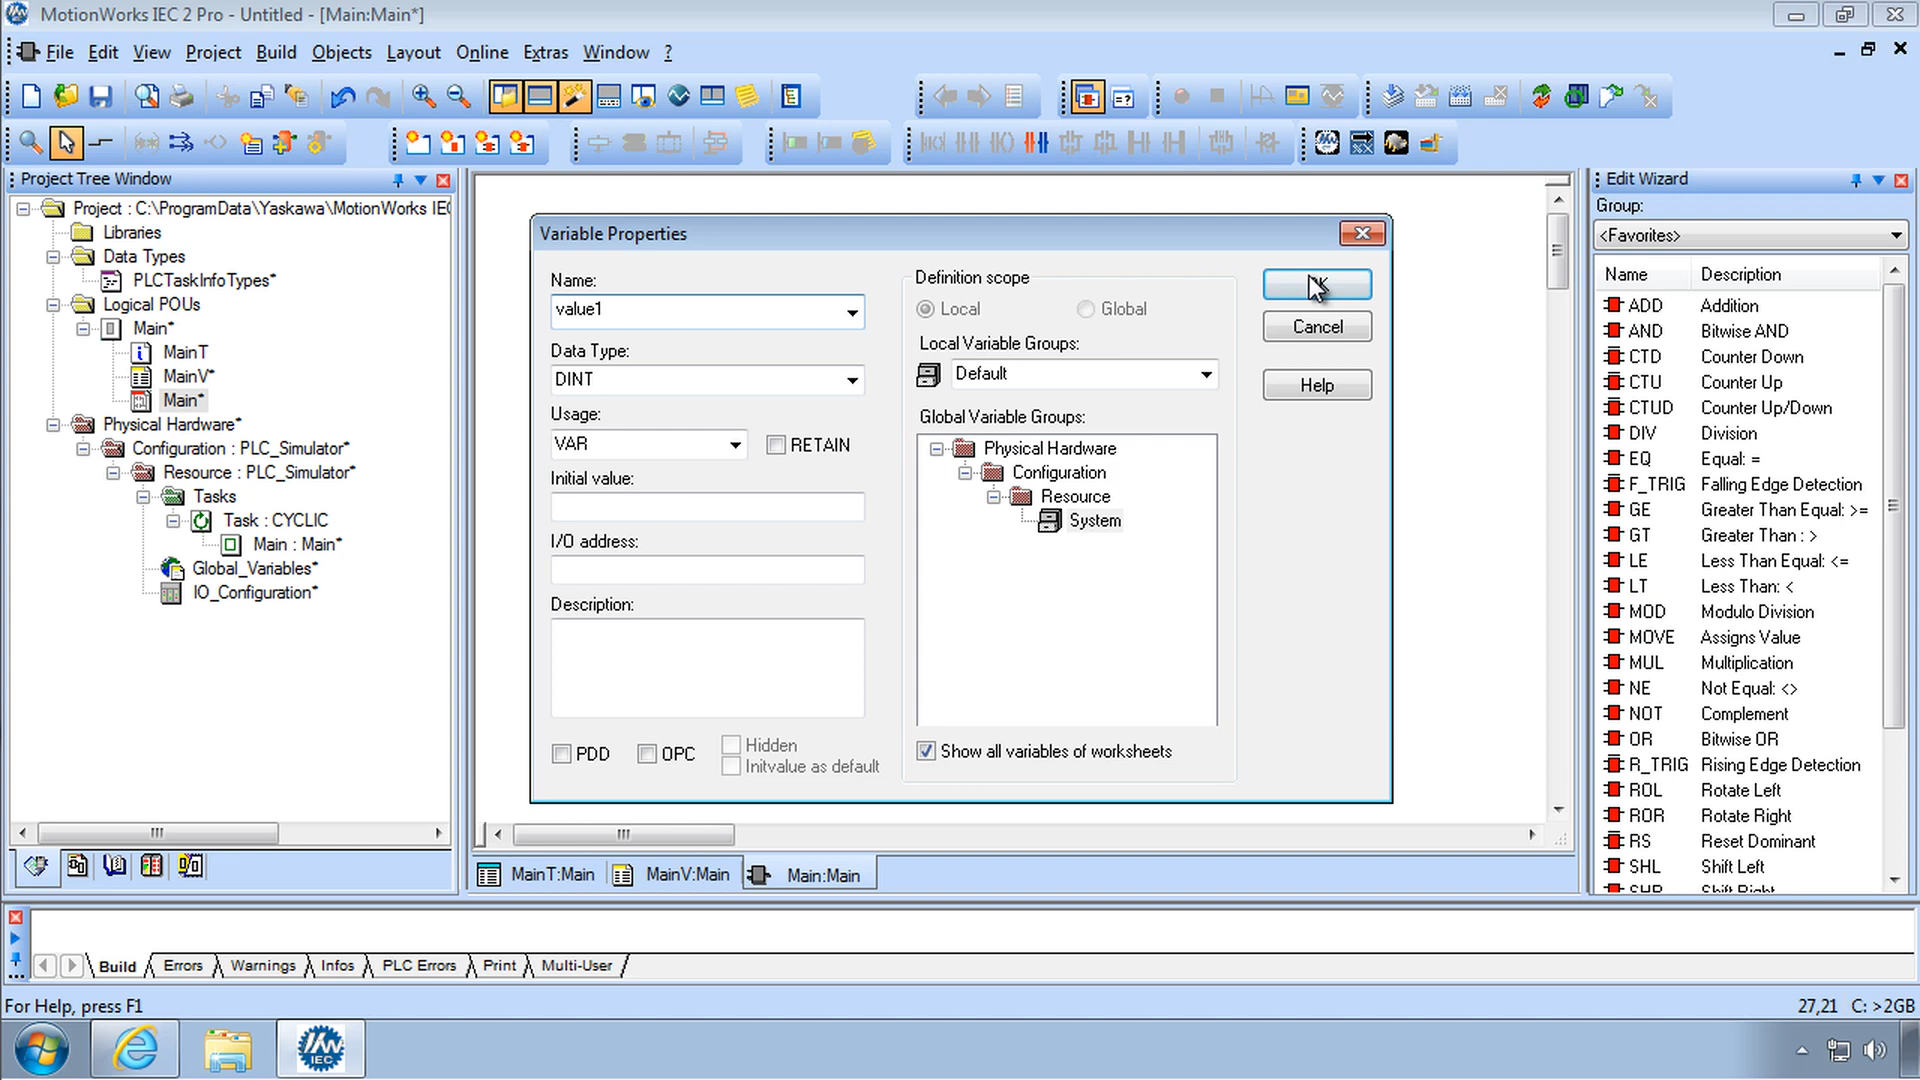 MotionWorks IEC 2 Pro - Untitled - [Main:Main*]
File Edit View Project Build Objects Layout Online Extras Window ?
Project Tree Window
Project : C:\ProgramData\Yaskawa\MotionWorks IEC
Libraries
Data Types
PLCTaskInfoTypes*
Logical POUs
Main*
MainT
MainV*
Main*
Physical Hardware*
Configuration : PLC_Simulator*
Resource : PLC_Simulator*
Tasks
Task : CYCLIC
Main : Main*
Global_Variables*
IO_Configuration*
Variable Properties
Name:
value1
Data Type:
DINT
Usage:
VAR
RETAIN
Initial value:
I/O address:
Description:
PDD
OPC
Hidden
Initvalue as default
Definition scope
Local
Global
Local Variable Groups:
Default
Global Variable Groups:
Physical Hardware
Configuration
Resource
System
Show all variables of worksheets
Cancel
Help
MainT:Main
MainV:Main
Main:Main
Edit Wizard
Group:
<Favorites>
Name Description
ADD Addition
AND Bitwise AND
CTD Counter Down
CTU Counter Up
CTUD Counter Up/Down
DIV Division
EQ Equal: =
F_TRIG Falling Edge Detection
GE Greater Than Equal: >=
GT Greater Than : >
LE Less Than Equal: <=
LT Less Than: <
MOD Modulo Division
MOVE Assigns Value
MUL Multiplication
NE Not Equal: <>
NOT Complement
OR Bitwise OR
R_TRIG Rising Edge Detection
ROL Rotate Left
ROR Rotate Right
RS Reset Dominant
SHL Shift Left
SHR Shift Right
Build Errors Warnings Infos PLC Errors Print Multi-User
For Help, press F1
27,21 C: >2GB
IEC